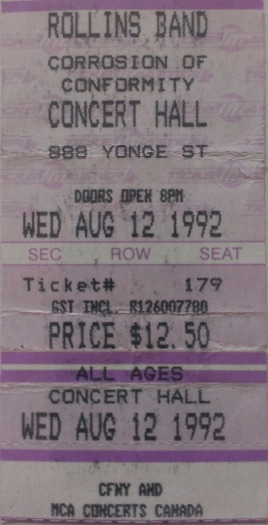 ROLLINS BAND
CORROSION OF
CONFORMITY
CONCERT HALL
888 YONGE ST
DOORS OPEN 8PM
WED AUG 12 1992
SEC ROW SEAT
Ticket# 179
GST INCL. R126007780
PRICE $12.50
ALL AGES
CONCERT HALL
WED AUG 12 1992
CFNY AND
MCA CONCERTS CANADA